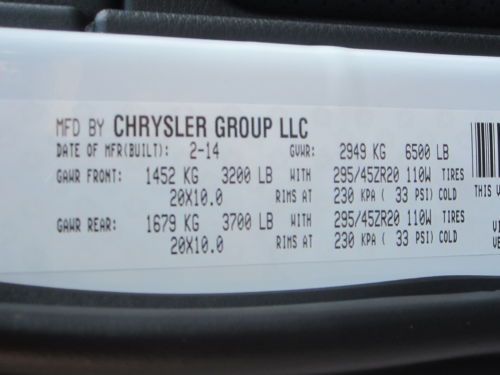 MFD BY CHRYSLER GROUP LLC
DATE OF MFR(BUILT): 2-14 GVWR: 2949 KG 6500 LB
GAWR FRONT: 1452 KG 3200 LB WITH 295/45ZR20 110W TIRES
20X10.0 RIMS AT 230 KPA ( 33 PSI) COLD
GAWR REAR: 1679 KG 3700 LB WITH 295/45ZR20 110W TIRES
20X10.0 RIMS AT 230 KPA ( 33 PSI) COLD
THIS